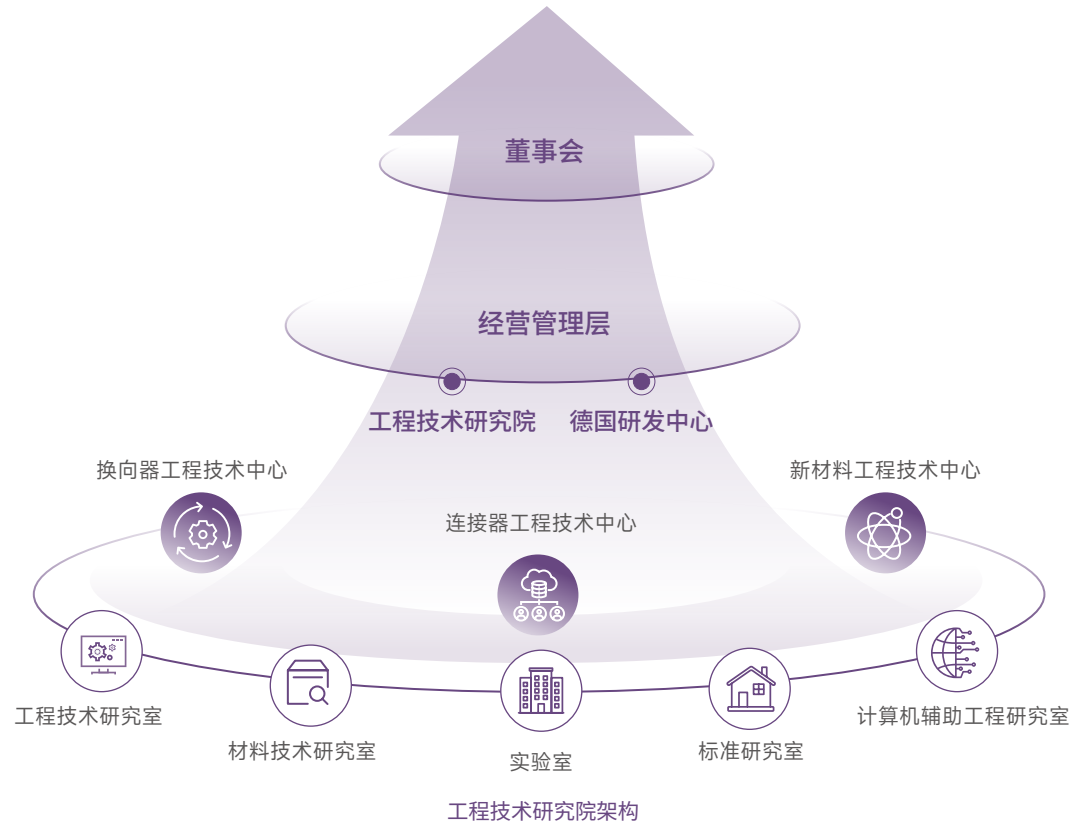 董事会
经营管理层
工程技术研究院
德国研发中心
换向器工程技术中心
新材料工程技术中心
连接器工程技术中心
工程技术研究室
计算机辅助工程研究室
材料技术研究室
标准研究室
实验室
工程技术研究院架构